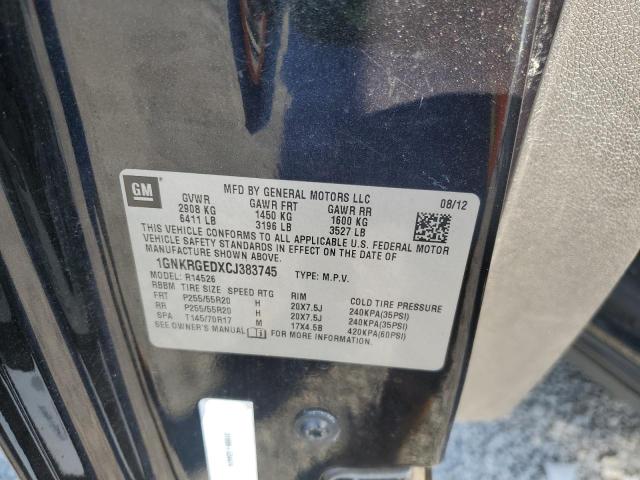 GM
MFD BY GENERAL MOTORS LLC
08/12
GVWR GAWR FRT GAWR RR
2908 KG 1450 KG 1600 KG
6411 LB 3196 LB 3527 LB
THIS VEHICLE CONFORMS TO ALL APPLICABLE U.S. FEDERAL MOTOR
VEHICLE SAFETY STANDARDS IN EFFECT ON THE DATE OF
MANUFACTURE SHOWN ABOVE.
1GNKRGEDXCJ383745 TYPE: M.P.V.
MODEL: R14526
RBBM TIRE SIZE SPEED RTG RIM COLD TIRE PRESSURE
FRT P255/55R20 H 20X7.5J 240KPA(35PSI)
RR P255/55R20 H 20X7.5J 240KPA(35PSI)
SPA T145/70R17 M 17X4.5B 420KPA(60PSI)
SEE OWNER'S MANUAL FOR MORE INFORMATION.